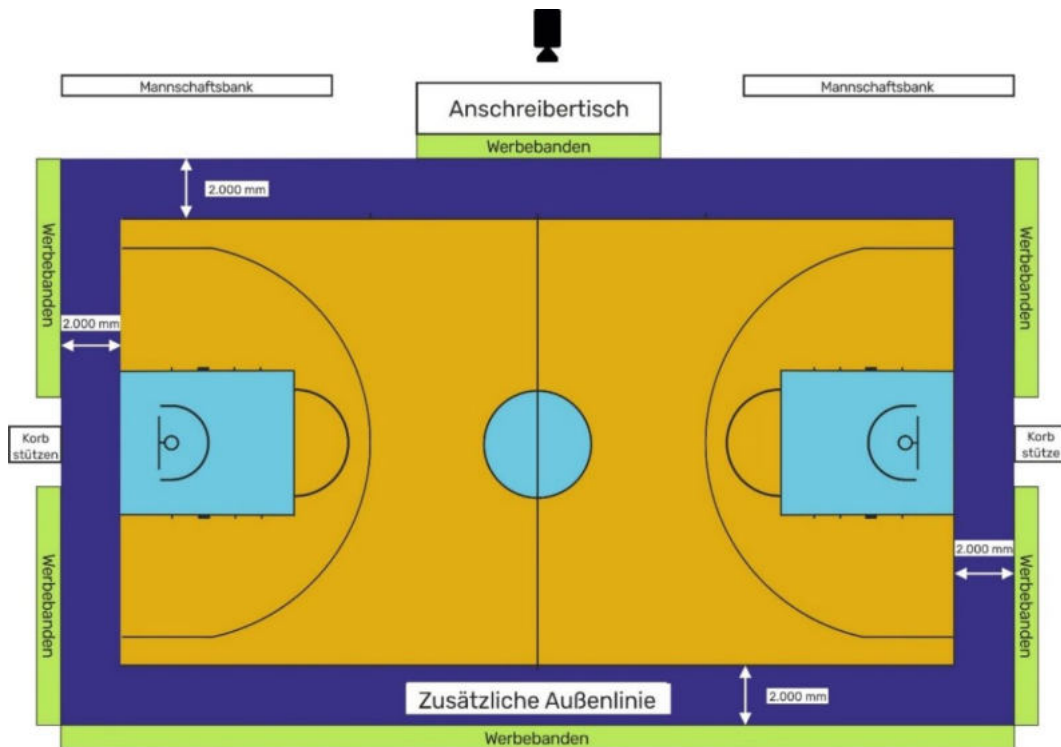 Mannschaftsbank
Mannschaftsbank
Anschreibertisch
Werbebanden
2.000 mm
Werbebanden
Werbebanden
2.000 mm
Korb
stützen
Korb
stütze
Werbebanden
Werbebanden
2.000 mm
Zusätzliche Außenlinie
2.000 mm
Werbebanden